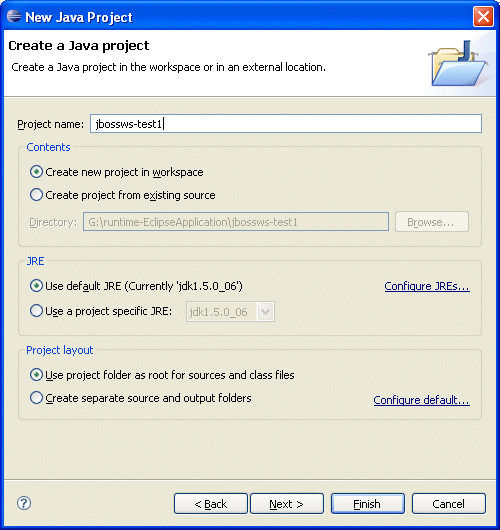 New Java Project
Create a Java project
Create a Java project in the workspace or in an external location.
Project name: jbossws-test1
Contents
Create new project in workspace
Create project from existing source
Directory: G:\runtime-EclipseApplication\jbossws-test1 Browse...
JRE
Use default JRE (Currently 'jdk1.5.0_06') Configure JREs...
Use a project specific JRE: jdk1.5.0_06
Project layout
Use project folder as root for sources and class files
Create separate source and output folders Configure default...
? < Back Next > Finish Cancel